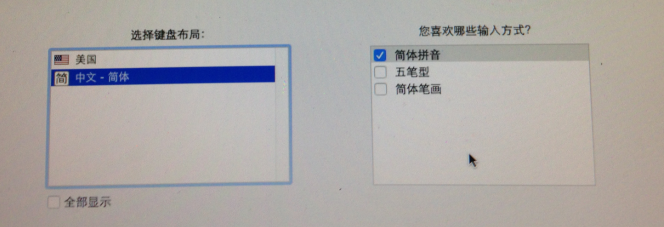 选择键盘布局:
美国
简 中文 - 简体
全部显示
您喜欢哪些输入方式?
简体拼音
五笔型
简体笔画